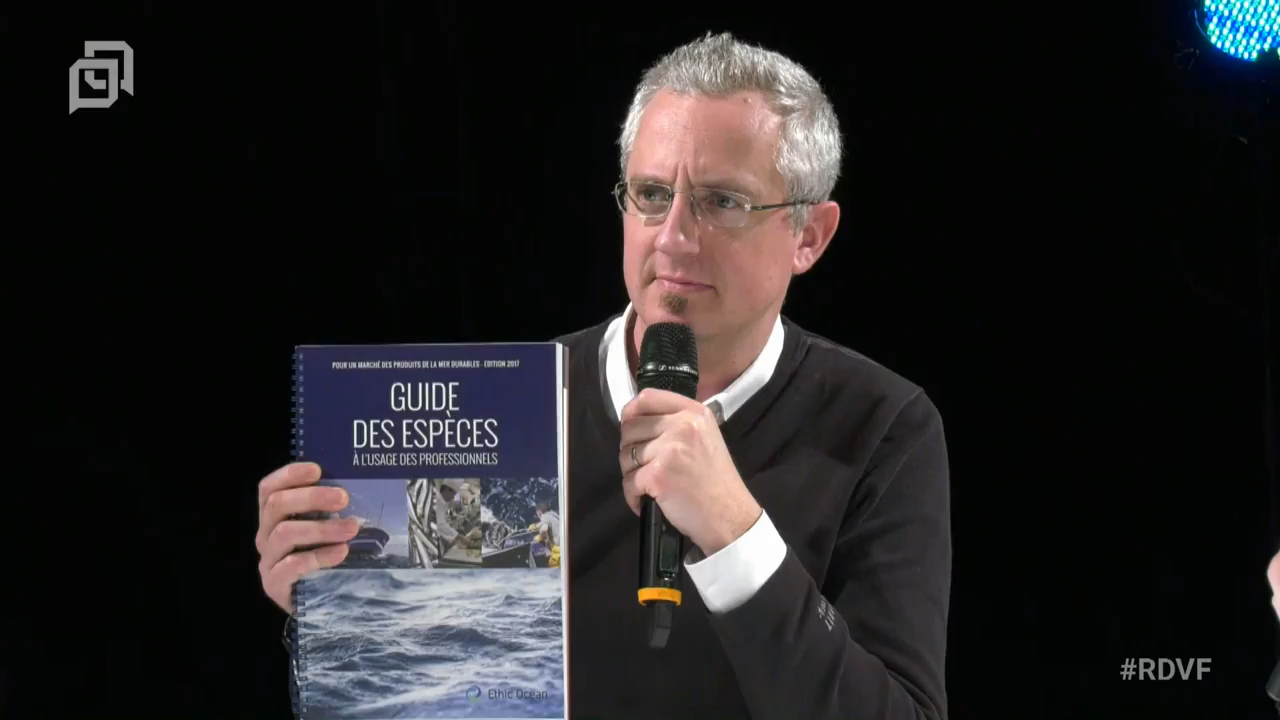 POUR UN MARCHÉ DES PRODUITS DE LA MER DURABLES - EDITION 2017
GUIDE
DES ESPÈCES
À L'USAGE DES PROFESSIONNELS
Ethic Ocean
SENNHEISER
#RDVF